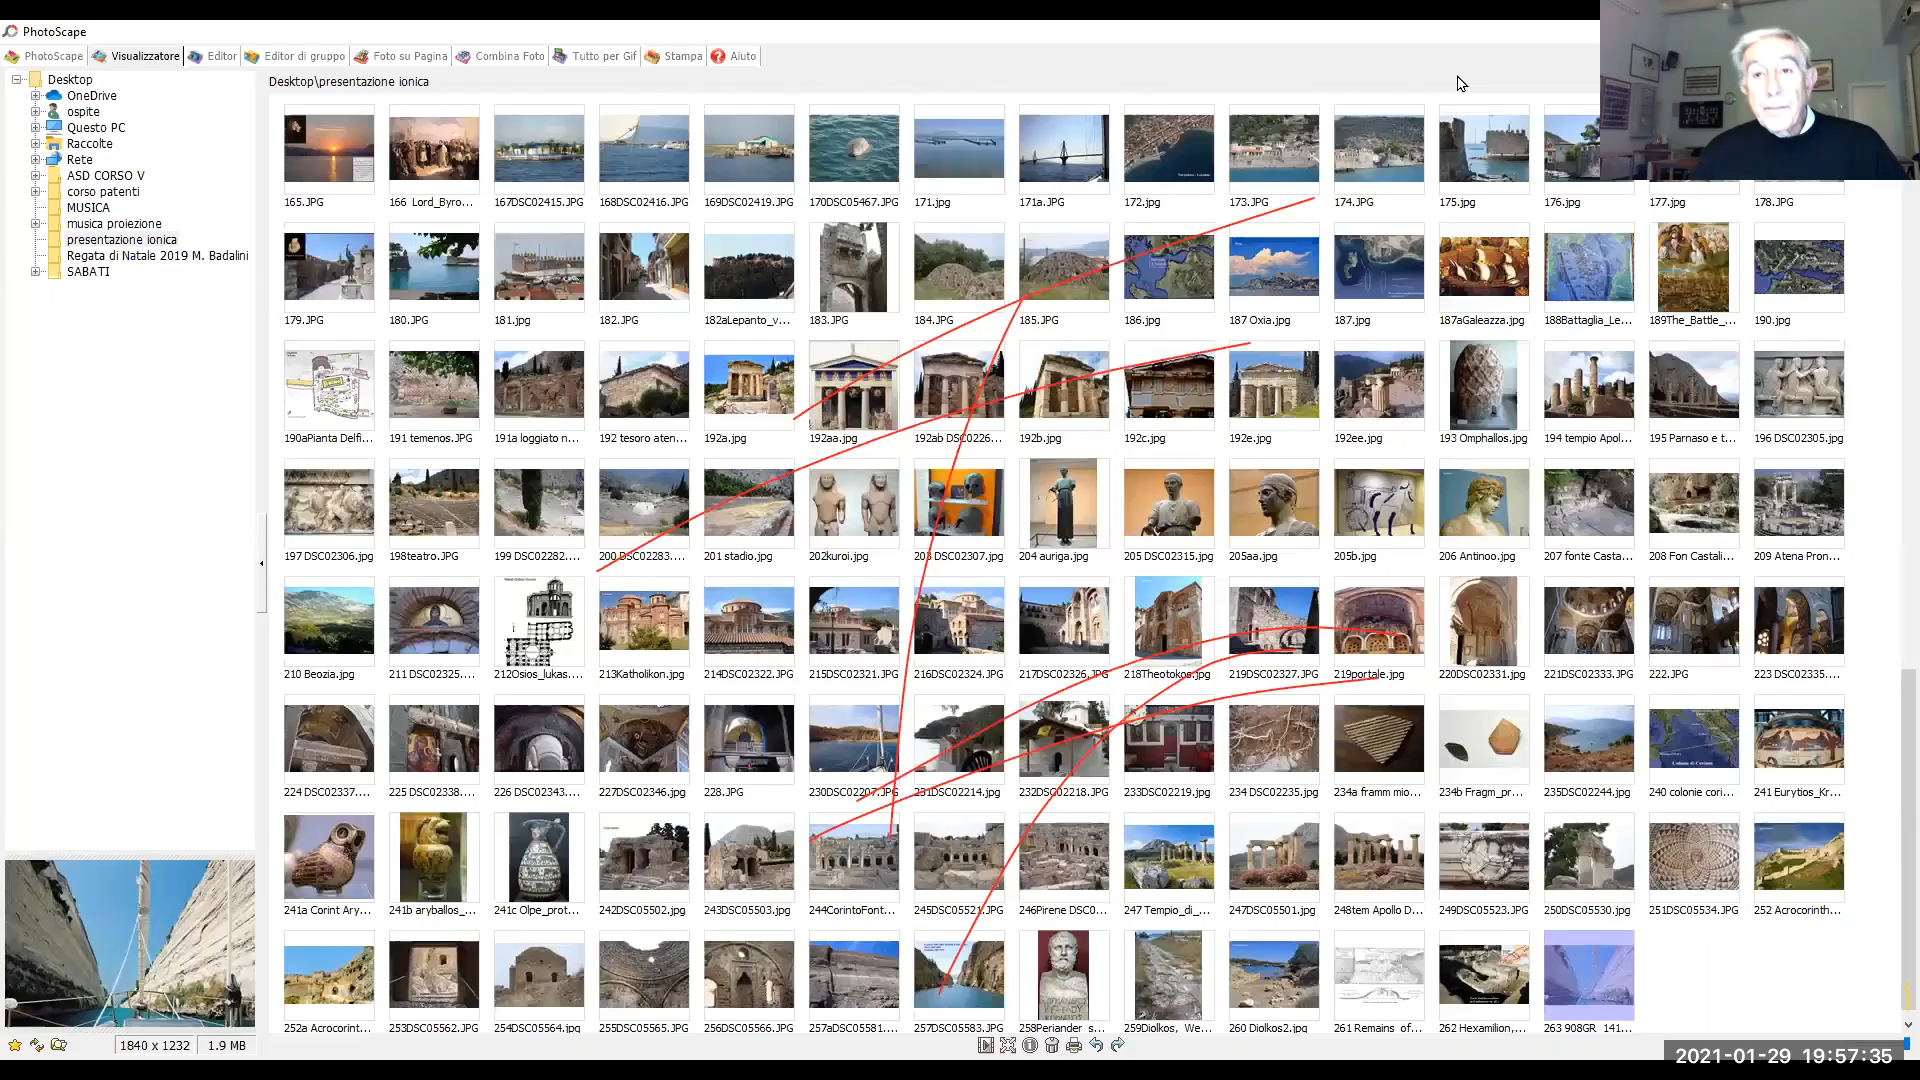 PhotoScape
PhotoScape Visualizzatore Editor Editor di gruppo Foto su Pagina Combina Foto Tutto per Gif Stampa Aiuto
Desktop
OneDrive
ospite
Questo PC
Raccolte
Rete
ASD CORSO V
corso patenti
MUSICA
musica proiezione
presentazione ionica
Regata di Natale 2019 M. Badalini
SABATI
Desktop\presentazione ionica
165.JPG 166 Lord_Byro... 167DSC02415.JPG 168DSC02416.JPG 169DSC02419.JPG 170DSC05467.JPG 171.jpg 171a.JPG 172.jpg 173.JPG 174.JPG 175.jpg 176.jpg 177.jpg 178.JPG
179.JPG 180.JPG 181.jpg 182.JPG 182aLepanto_v... 183.JPG 184.JPG 185.JPG 186.jpg 187 Oxia.jpg 187.jpg 187aGaleazza.jpg 188Battaglia_Le... 189The_Battle_... 190.jpg
190aPianta Delfi... 191 temenos.JPG 191a loggiato n... 192 tesoro aten... 192a.jpg 192aa.jpg 192ab DSC0226... 192b.jpg 192c.jpg 192e.jpg 192ee.jpg 193 Omphallos.jpg 194 tempio Apol... 195 Parnaso e t... 196 DSC02305.jpg
197 DSC02306.jpg 198teatro.JPG 199 DSC02282.... 200 DSC02283.... 201 stadio.jpg 202kuroi.jpg 203 DSC02307.jpg 204 auriga.jpg 205 DSC02315.jpg 205aa.jpg 205b.jpg 206 Antinoo.jpg 207 fonte Casta... 208 Fon Castali... 209 Atena Pron...
210 Beozia.jpg 211 DSC02325.... 212Osios_lukas.... 213Katholikon.jpg 214DSC02322.JPG 215DSC02321.JPG 216DSC02324.JPG 217DSC02326.JPG 218Theotokos.jpg 219DSC02327.JPG 219portale.jpg 220DSC02331.jpg 221DSC02333.JPG 222.JPG 223 DSC02335....
224 DSC02337.... 225 DSC02338.... 226 DSC02343.... 227DSC02346.jpg 228.JPG 230DSC02207.JPG 231DSC02214.jpg 232DSC02218.JPG 233DSC02219.jpg 234 DSC02235.jpg 234a framm mio... 234b Fragm_pr... 235DSC02244.jpg 240 colonie cori... 241 Eurytios_Kr...
241a Corint Ary... 241b aryballos_... 241c Olpe_prot... 242DSC05502.jpg 243DSC05503.jpg 244CorintoFont... 245DSC05521.JPG 246Pirene DSC0... 247 Tempio_di_... 247DSC05501.jpg 248tem Apollo D... 249DSC05523.JPG 250DSC05530.jpg 251DSC05534.JPG 252 Acrocorinth...
252a Acrocorint... 253DSC05562.JPG 254DSC05564.jpg 255DSC05565.JPG 256DSC05566.JPG 257aDSC05581.... 257DSC05583.JPG 258Periander_s... 259Diolkos, We... 260 Diolkos2.jpg 261 Remains_of... 262 Hexamilion,... 263 908GR_141...
1840 x 1232 1.9 MB
2021-01-29 19:57:35